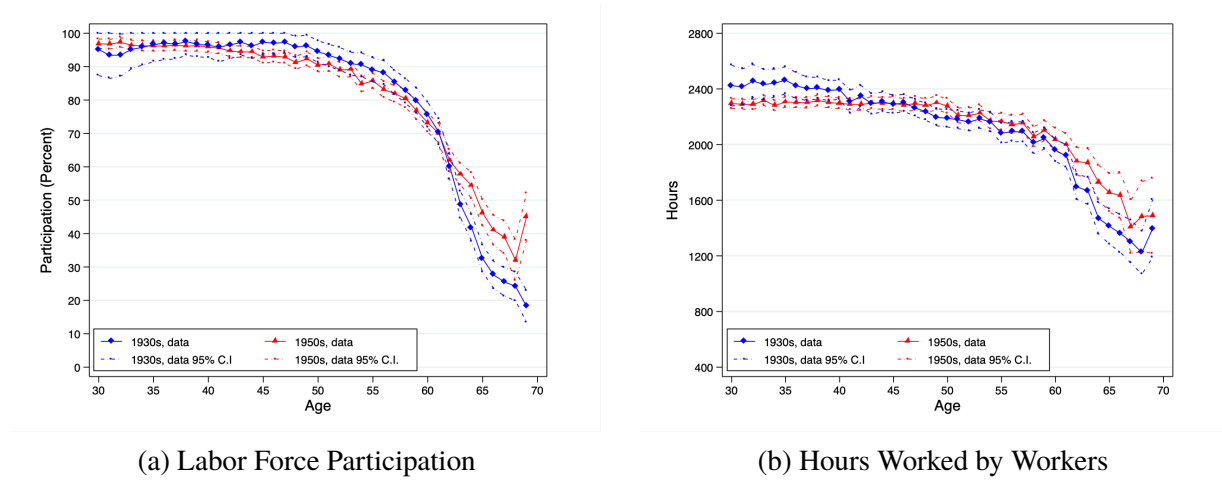 100
90
80
70
60
50
40
30
20
10
0
Participation (Percent)
1930s, data
1950s, data
1930s, data 95% C.I
1950s, data 95% C.I.
30 35 40 45 50 55 60 65 70
Age
(a) Labor Force Participation
2800
2400
2000
1600
1200
800
400
Hours
1930s, data
1950s, data
1930s, data 95% C.I
1950s, data 95% C.I.
30 35 40 45 50 55 60 65 70
Age
(b) Hours Worked by Workers